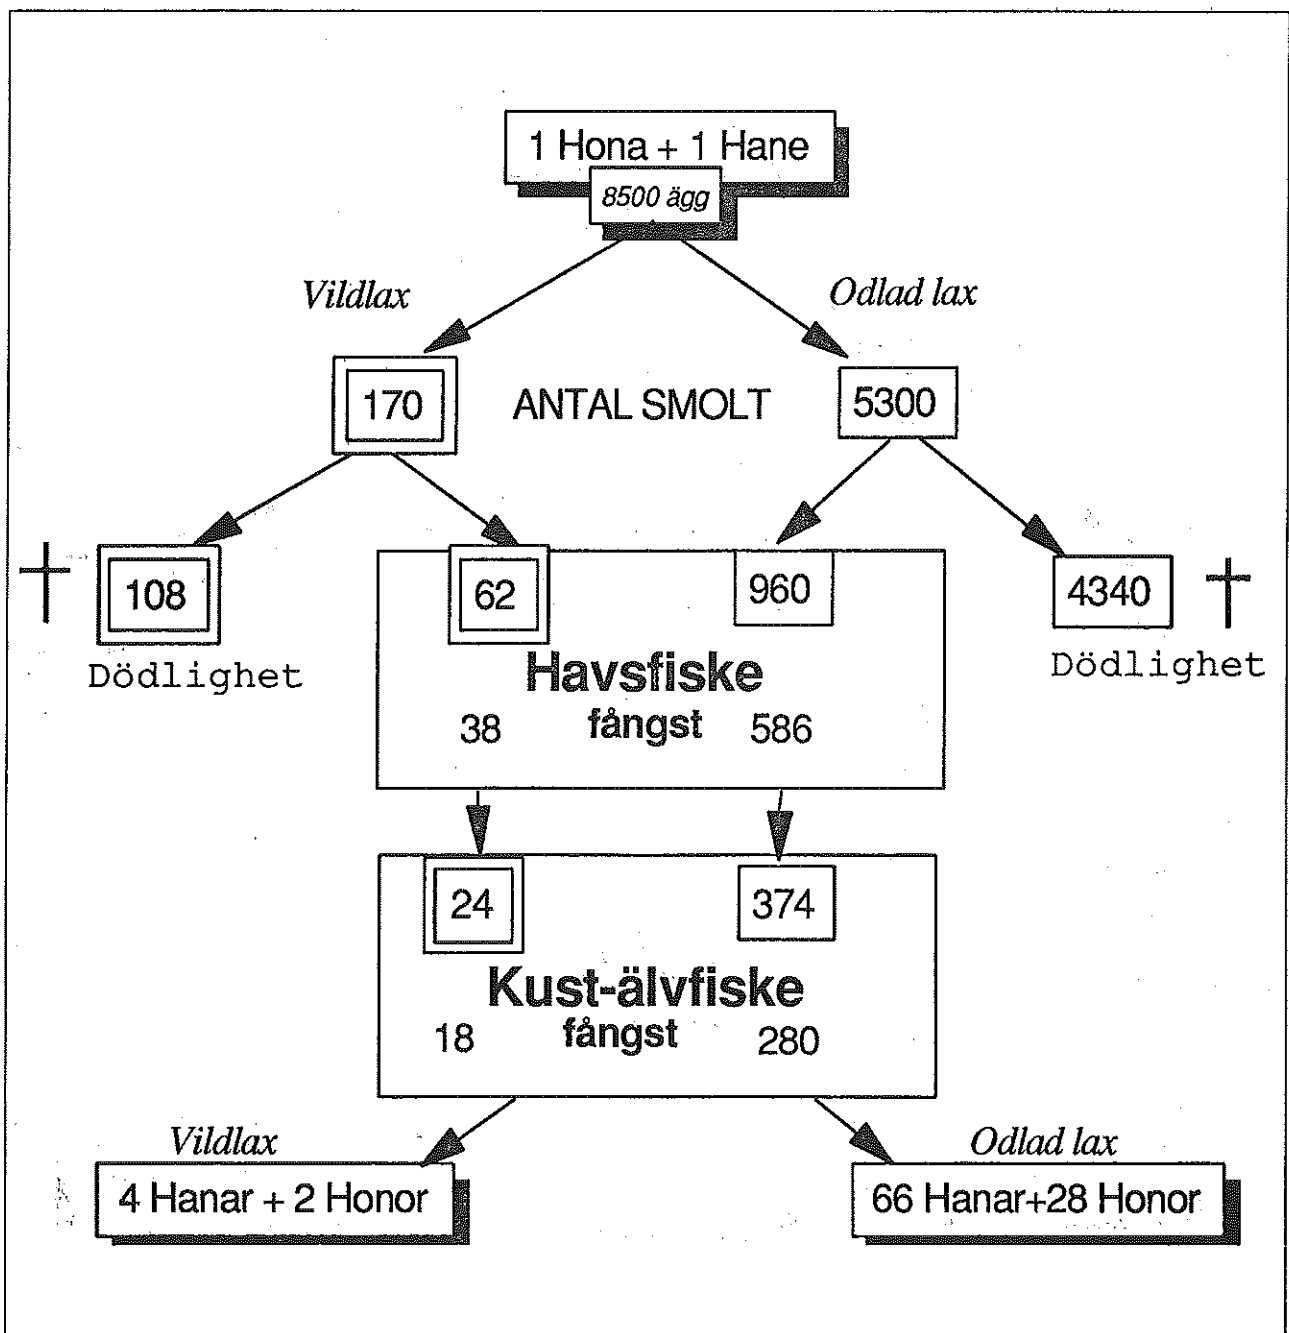 1 Hona + 1 Hane
8500 ägg
Vildlax
Odlad lax
170
ANTAL SMOLT
5300
108
62
960
4340
Dödlighet
Dödlighet
Havsfiske
38 fångst 586
24
374
Kust-älvfiske
18 fångst 280
Vildlax
Odlad lax
4 Hanar + 2 Honor
66 Hanar+28 Honor